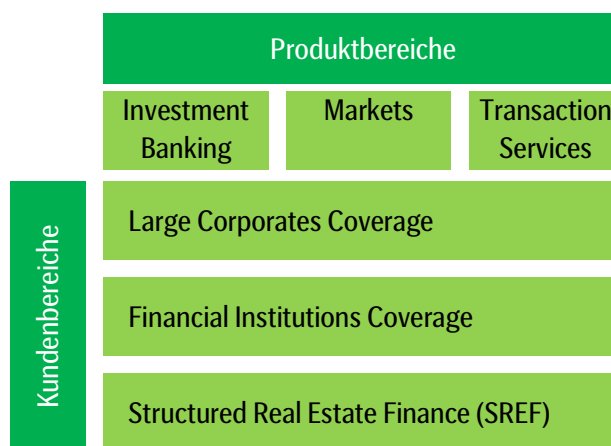 Produktbereiche
Investment Banking
Markets
Transaction Services
Kundenbereiche
Large Corporates Coverage
Financial Institutions Coverage
Structured Real Estate Finance (SREF)